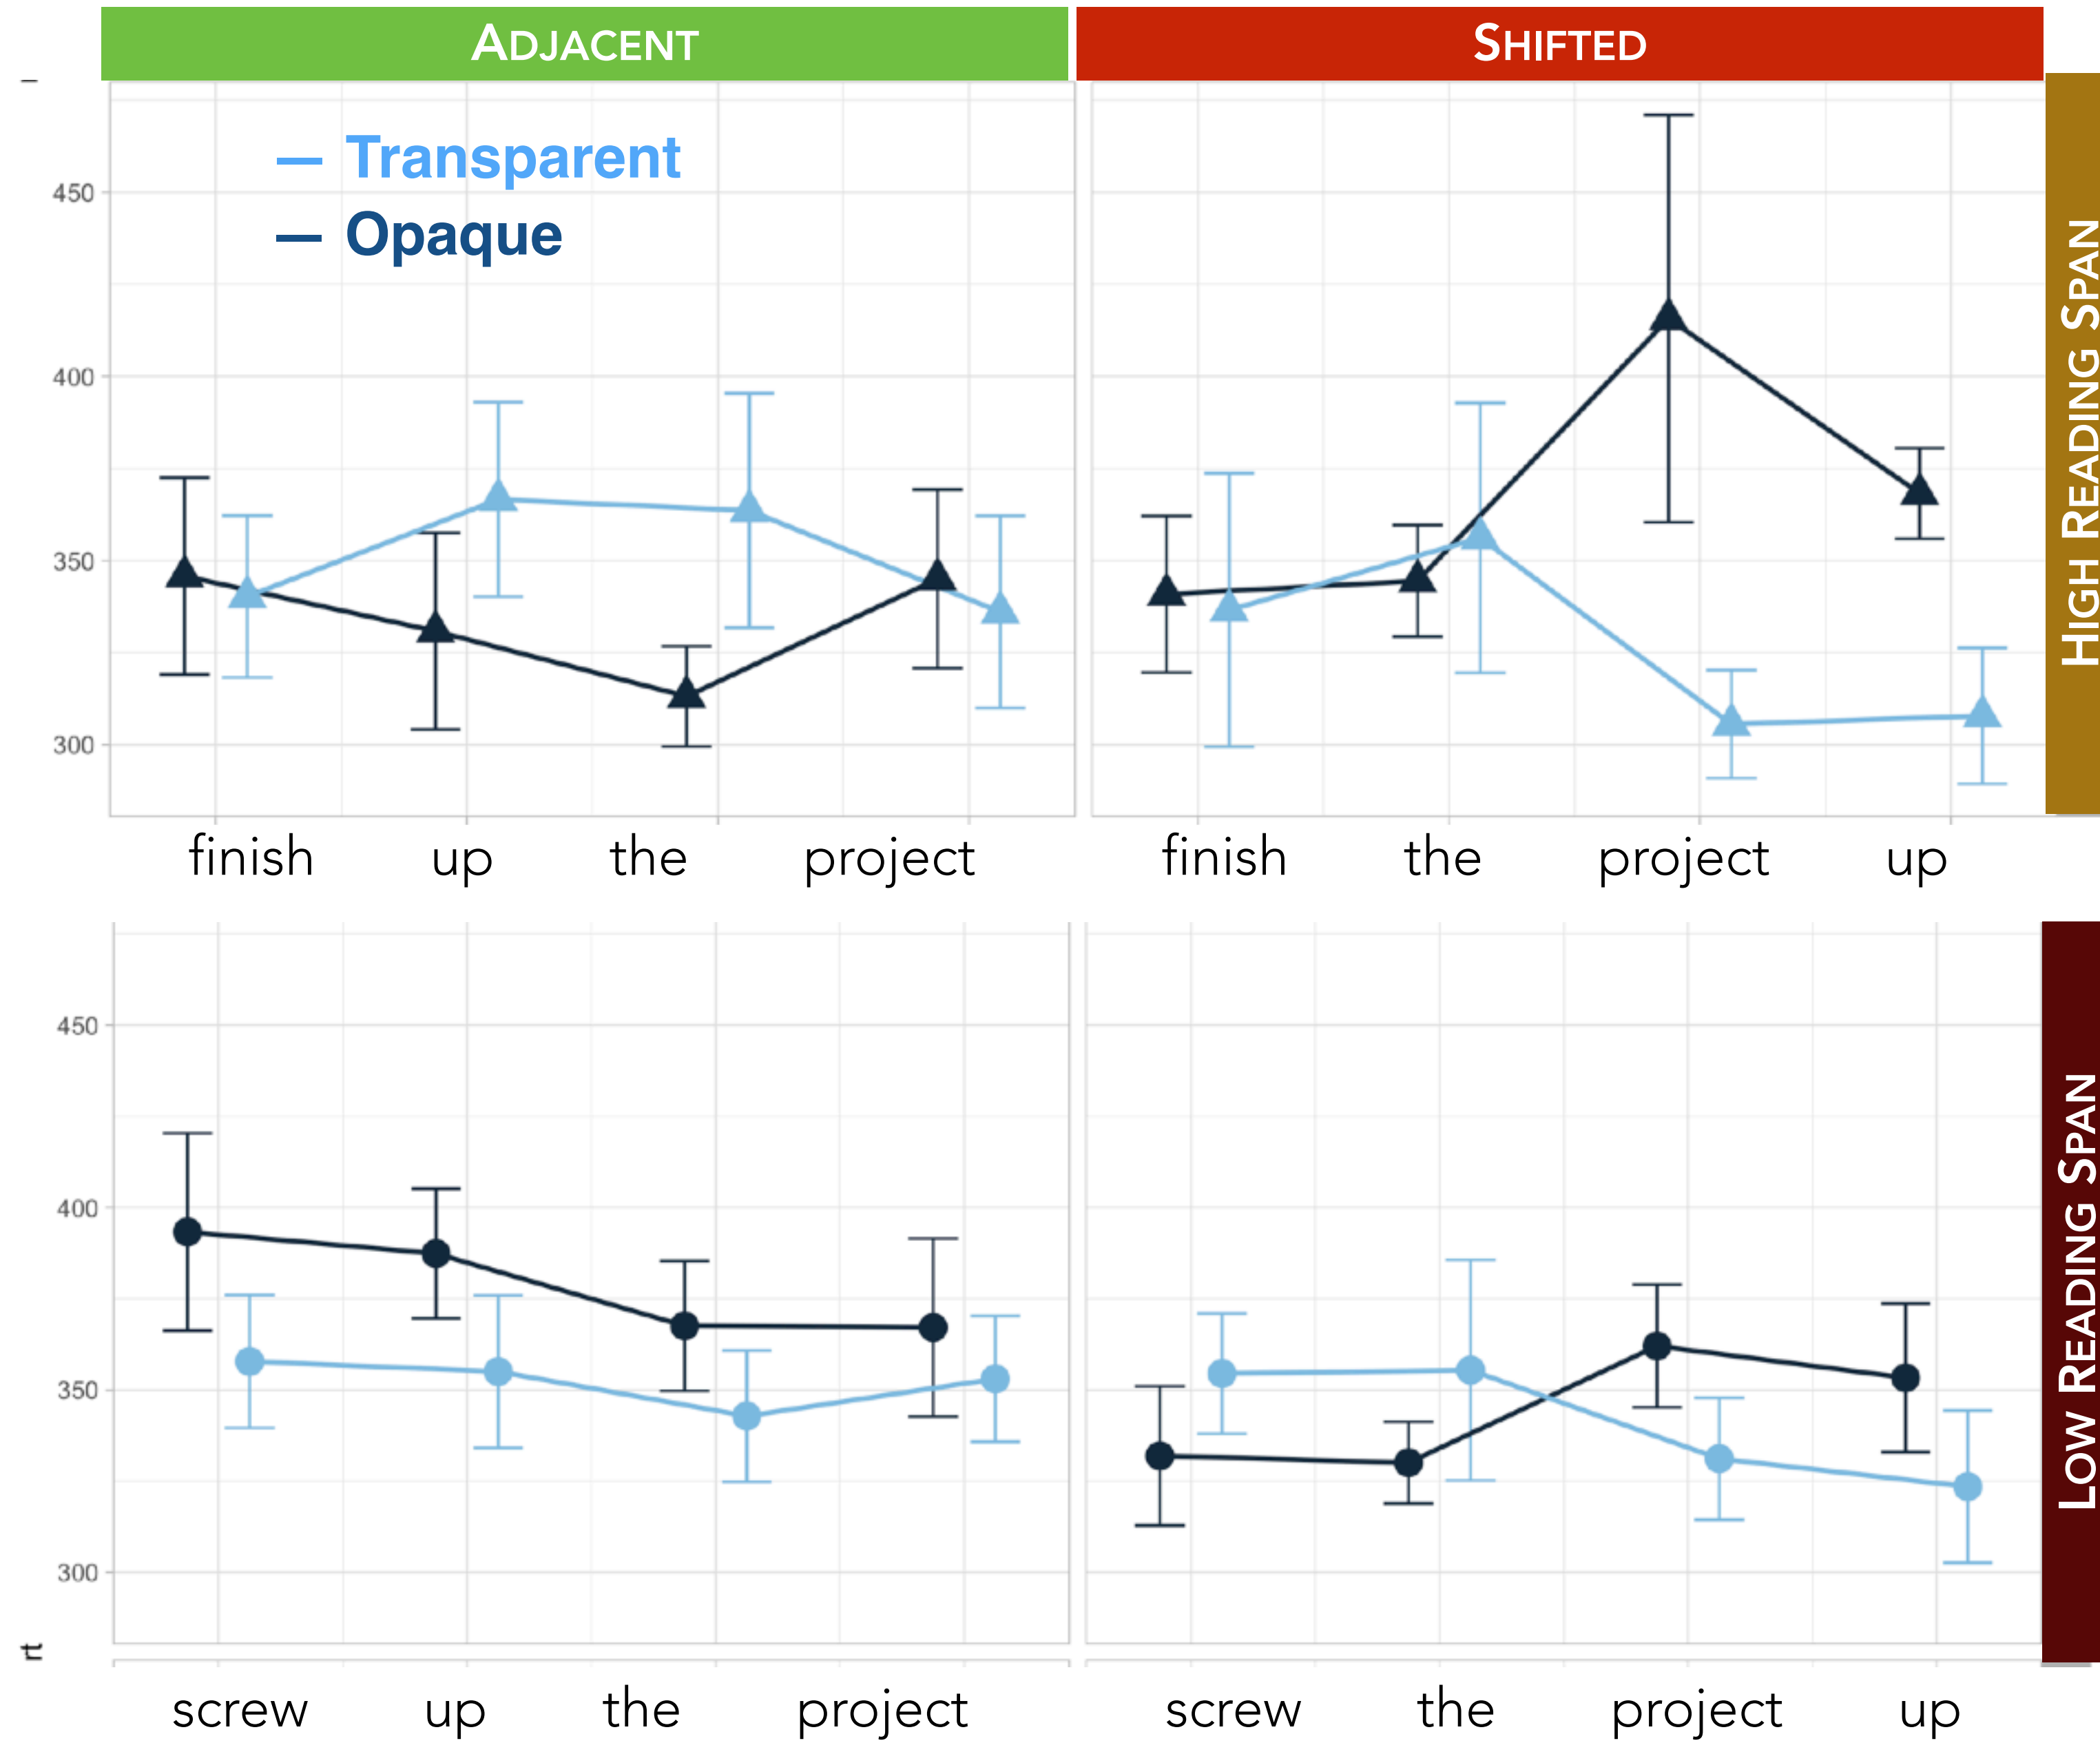 ADJACENT
SHIFTED
— Transparent
— Opaque
450
400
350
300
HIGH READING SPAN
finish up the project
finish the project up
450
400
350
300
LOW READING SPAN
rt
screw up the project
screw the project up